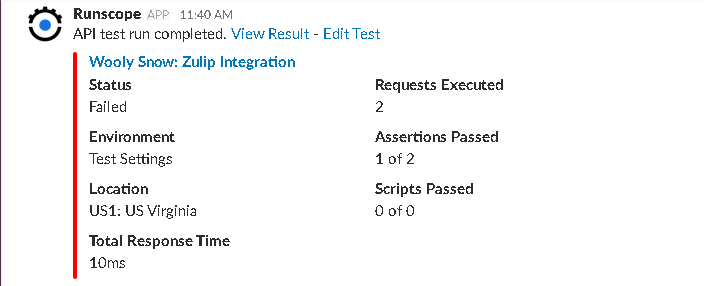 Runscope APP 11:40 AM
API test run completed. View Result - Edit Test
Wooly Snow: Zulip Integration
Status Requests Executed
Failed 2
Environment Assertions Passed
Test Settings 1 of 2
Location Scripts Passed
US1: US Virginia 0 of 0
Total Response Time
10ms